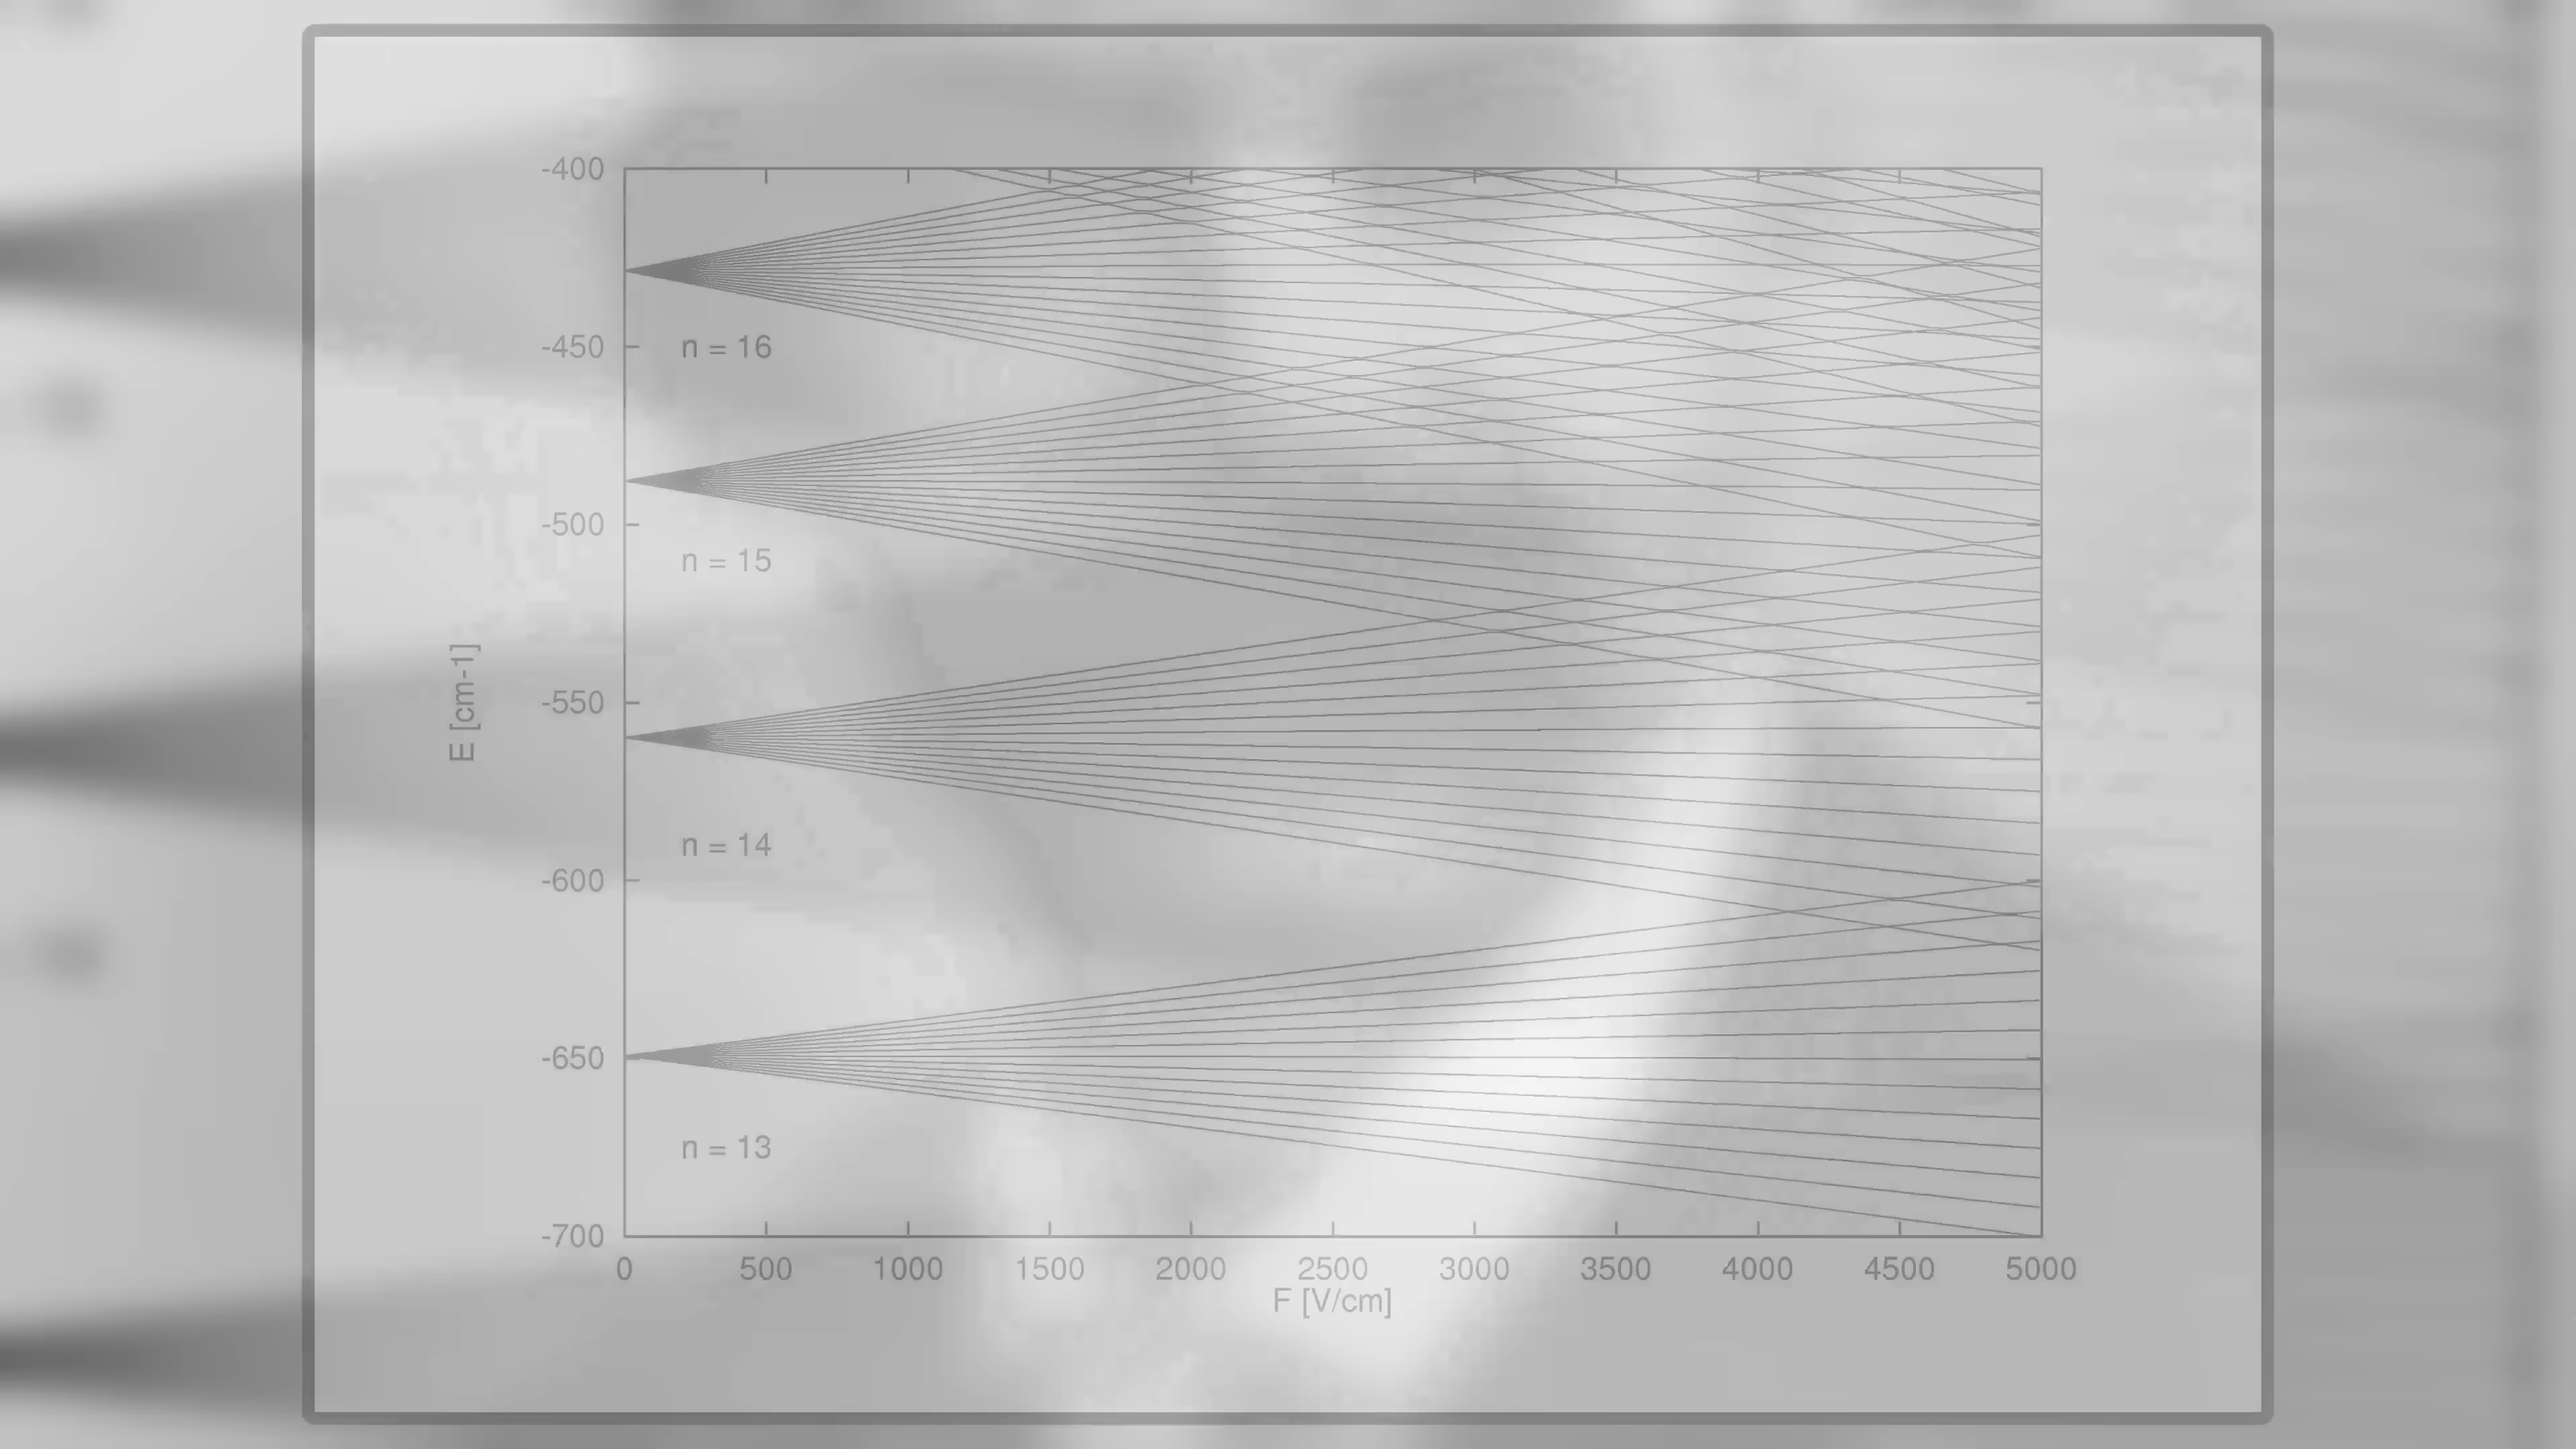 -400
-450
n = 16
-500
n = 15
E [cm-1]
-550
n = 14
-600
-650
n = 13
-700
0 500 1000 1500 2000 2500 3000 3500 4000 4500 5000
F [V/cm]